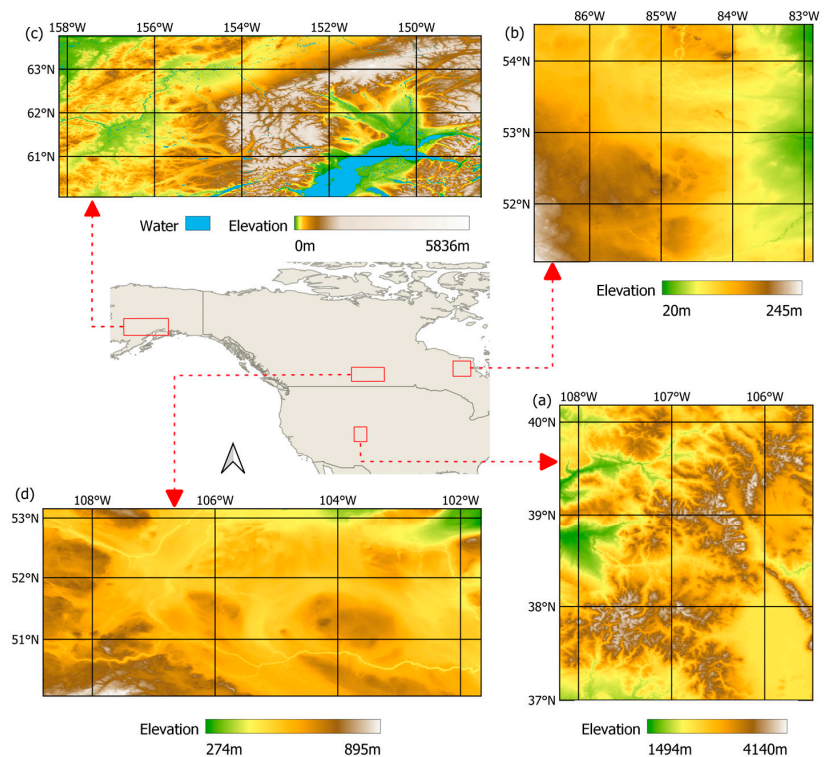 158°W 156°W 154°W 152°W 150°W
(c)
63°N
62°N
61°N
Water Elevation
0m 5836m
86°W 85°W 84°W 83°W
(b)
54°N
53°N
52°N
Elevation
20m 245m
108°W 107°W 106°W
(a)
40°N
39°N
38°N
37°N
Elevation
1494m 4140m
(d)
108°W 106°W 104°W 102°W
53°N
52°N
51°N
Elevation
274m 895m